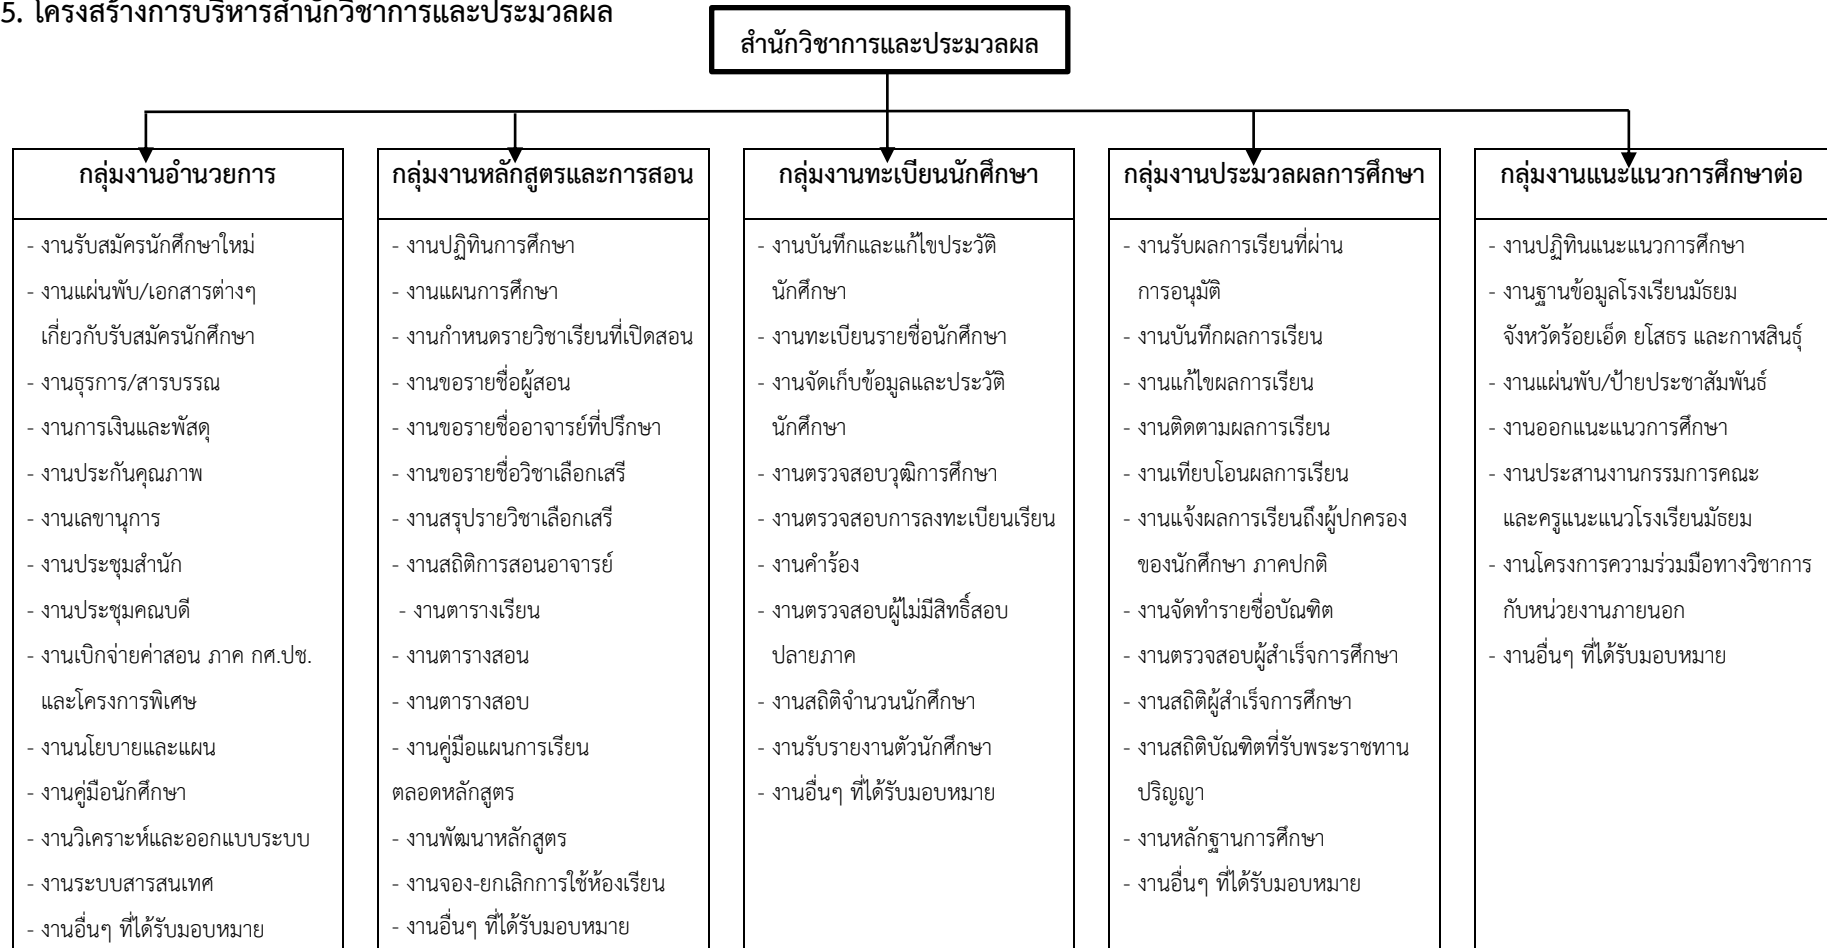 5. โครงสร้างการบริหารสำนักวิชาการและประมวลผล
สำนักวิชาการและประมวลผล
กลุ่มงานอำนวยการ
- งานรับสมัครนักศึกษาใหม่
- งานแผ่นพับ/เอกสารต่างๆ
เกี่ยวกับรับสมัครนักศึกษา
- งานธุรการ/สารบรรณ
- งานการเงินและพัสดุ
- งานประกันคุณภาพ
- งานเลขานุการ
- งานประชุมสำนัก
- งานประชุมคณบดี
- งานเบิกจ่ายค่าสอน ภาค กศ.ปช.
และโครงการพิเศษ
- งานนโยบายและแผน
- งานคู่มือนักศึกษา
- งานวิเคราะห์และออกแบบระบบ
- งานระบบสารสนเทศ
- งานอื่นๆ ที่ได้รับมอบหมาย
กลุ่มงานหลักสูตรและการสอน
- งานปฏิทินการศึกษา
- งานแผนการศึกษา
- งานกำหนดรายวิชาเรียนที่เปิดสอน
- งานขอรายชื่อผู้สอน
- งานขอรายชื่ออาจารย์ที่ปรึกษา
- งานขอรายชื่อวิชาเลือกเสรี
- งานสรุปรายวิชาเลือกเสรี
- งานสถิติการสอนอาจารย์
- งานตารางเรียน
- งานตารางสอน
- งานตารางสอบ
- งานคู่มือแผนการเรียน
ตลอดหลักสูตร
- งานพัฒนาหลักสูตร
- งานจอง-ยกเลิกการใช้ห้องเรียน
- งานอื่นๆ ที่ได้รับมอบหมาย
กลุ่มงานทะเบียนนักศึกษา
- งานบันทึกและแก้ไขประวัติ
นักศึกษา
- งานทะเบียนรายชื่อนักศึกษา
- งานจัดเก็บข้อมูลและประวัติ
นักศึกษา
- งานตรวจสอบวุฒิการศึกษา
- งานตรวจสอบการลงทะเบียนเรียน
- งานคำร้อง
- งานตรวจสอบผู้ไม่มีสิทธิ์สอบ
ปลายภาค
- งานสถิติจำนวนนักศึกษา
- งานรับรายงานตัวนักศึกษา
- งานอื่นๆ ที่ได้รับมอบหมาย
กลุ่มงานประมวลผลการศึกษา
- งานรับผลการเรียนที่ผ่าน
การอนุมัติ
- งานบันทึกผลการเรียน
- งานแก้ไขผลการเรียน
- งานติดตามผลการเรียน
- งานเทียบโอนผลการเรียน
- งานแจ้งผลการเรียนถึงผู้ปกครอง
ของนักศึกษา ภาคปกติ
- งานจัดทำรายชื่อบัณฑิต
- งานตรวจสอบผู้สำเร็จการศึกษา
- งานสถิติผู้สำเร็จการศึกษา
- งานสถิติบัณฑิตที่รับพระราชทาน
ปริญญา
- งานหลักฐานการศึกษา
- งานอื่นๆ ที่ได้รับมอบหมาย
กลุ่มงานแนะแนวการศึกษาต่อ
- งานปฏิทินแนะแนวการศึกษา
- งานฐานข้อมูลโรงเรียนมัธยม
จังหวัดร้อยเอ็ด ยโสธร และกาฬสินธุ์
- งานแผ่นพับ/ป้ายประชาสัมพันธ์
- งานออกแนะแนวการศึกษา
- งานประสานงานกรรมการคณะ
และครูแนะแนวโรงเรียนมัธยม
- งานโครงการความร่วมมือทางวิชาการ
กับหน่วยงานภายนอก
- งานอื่นๆ ที่ได้รับมอบหมาย